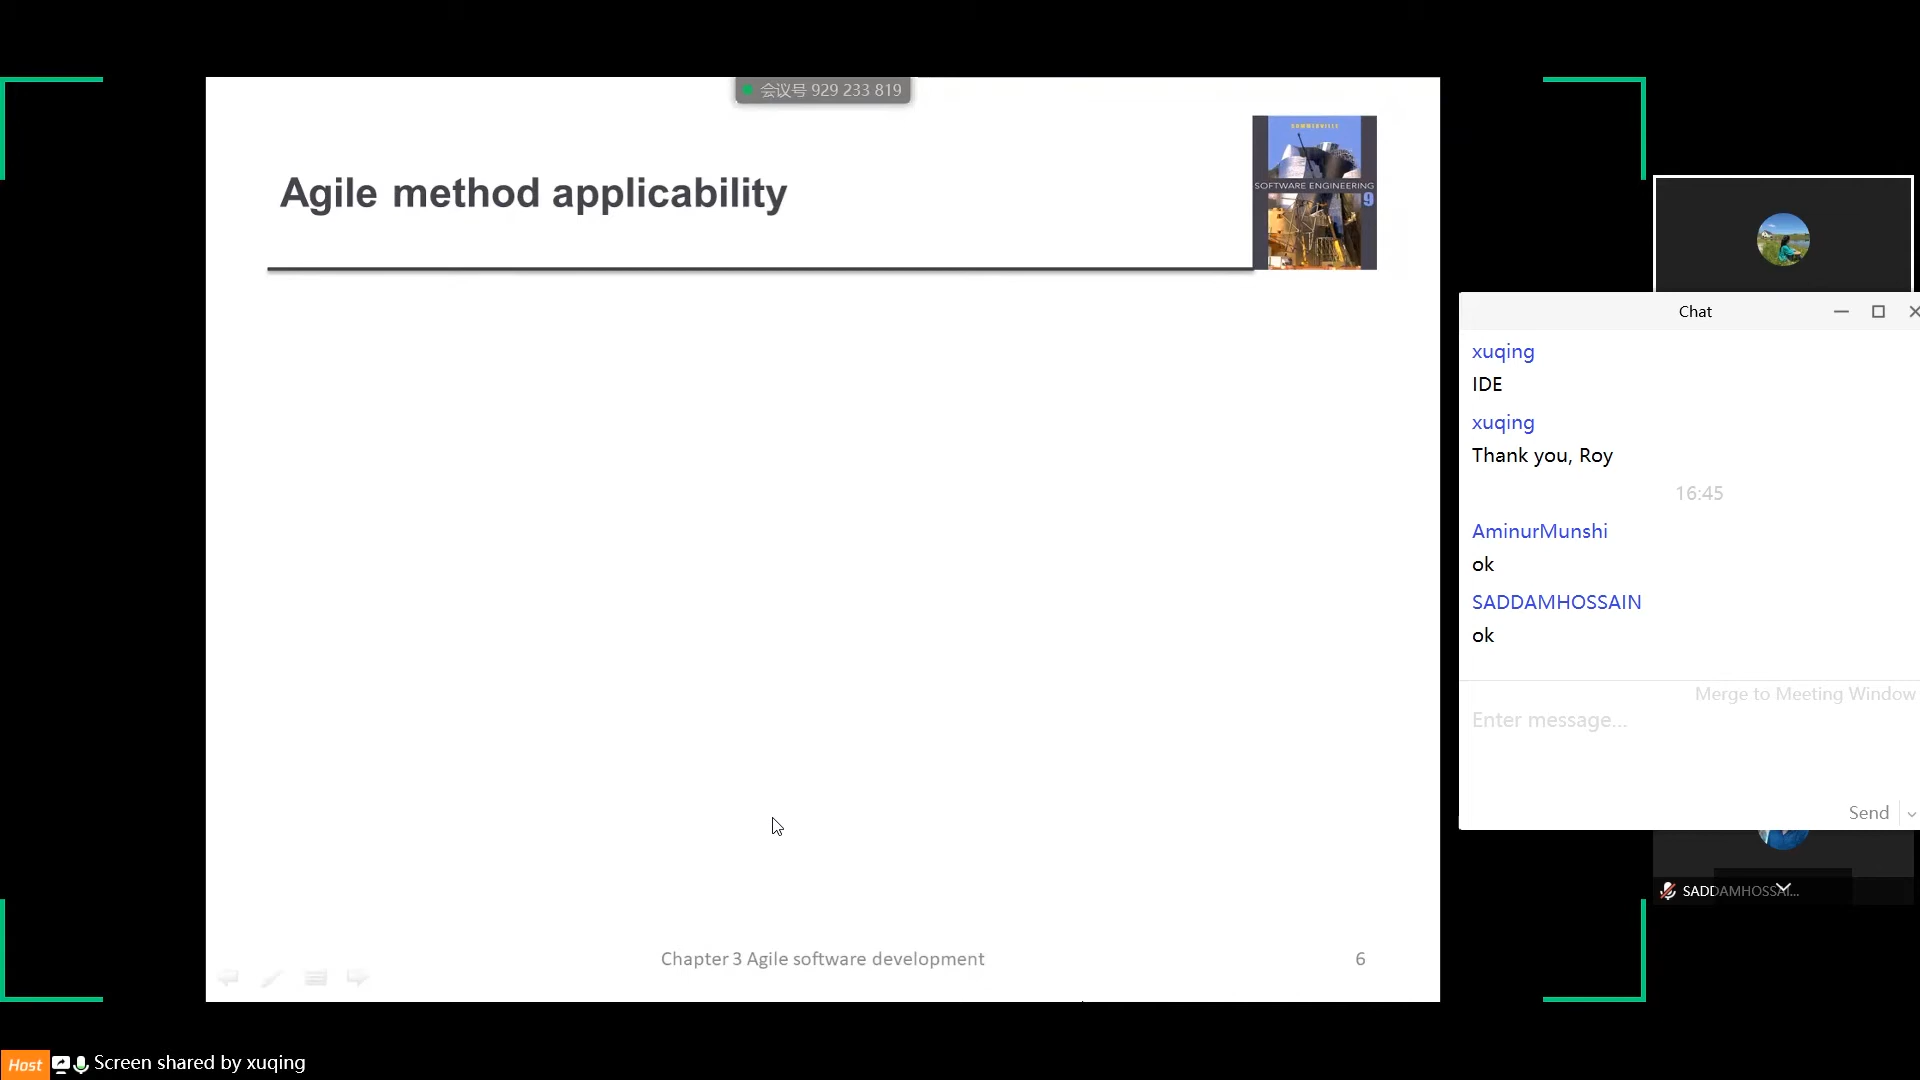 会议号 929 233 819
Agile method applicability
SOMMERVILLE
SOFTWARE ENGINEERING
9
Chapter 3 Agile software development
6
Chat
xuqing
IDE
xuqing
Thank you, Roy
16:45
AminurMunshi
ok
SADDAMHOSSAIN
ok
Merge to Meeting Window
Enter message...
Send
SADDAMHOSSAI...
Host Screen shared by xuqing